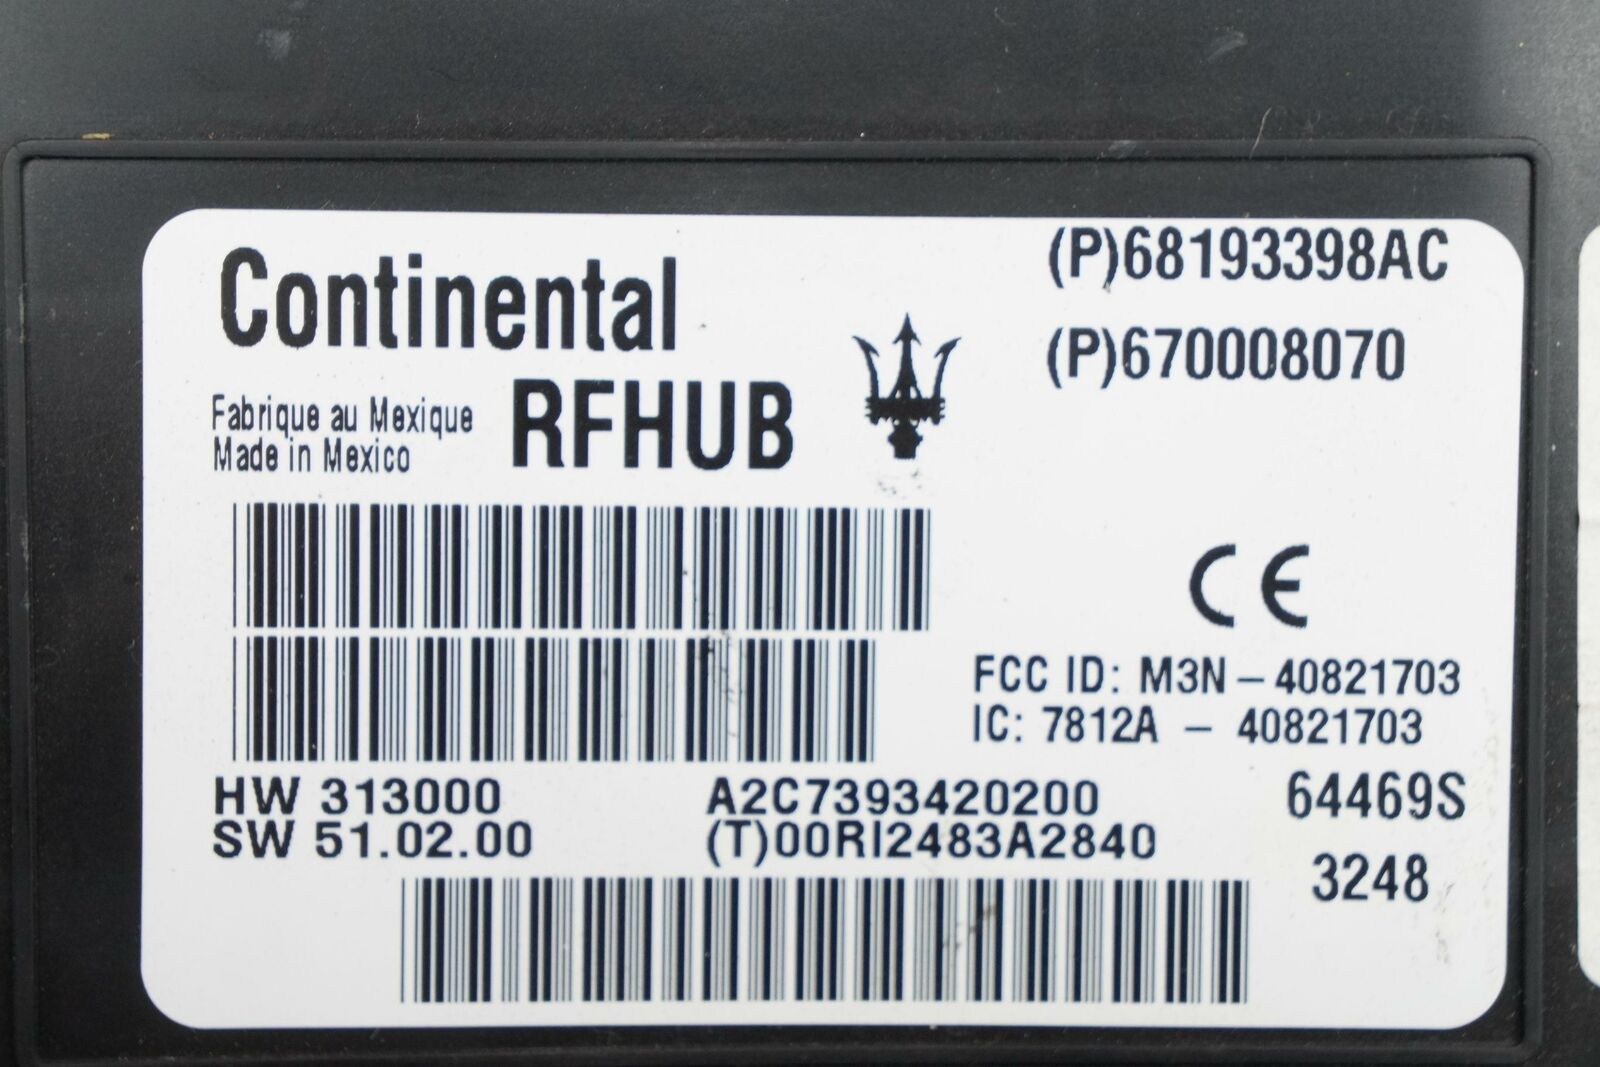 Continental
RFHUB
Fabrique au Mexique
Made in Mexico
(P)68193398AC
(P)670008070
CE
FCC ID: M3N – 40821703
IC: 7812A – 40821703
HW 313000
SW 51.02.00
A2C7393420200
(T)00RI2483A2840
64469S
3248